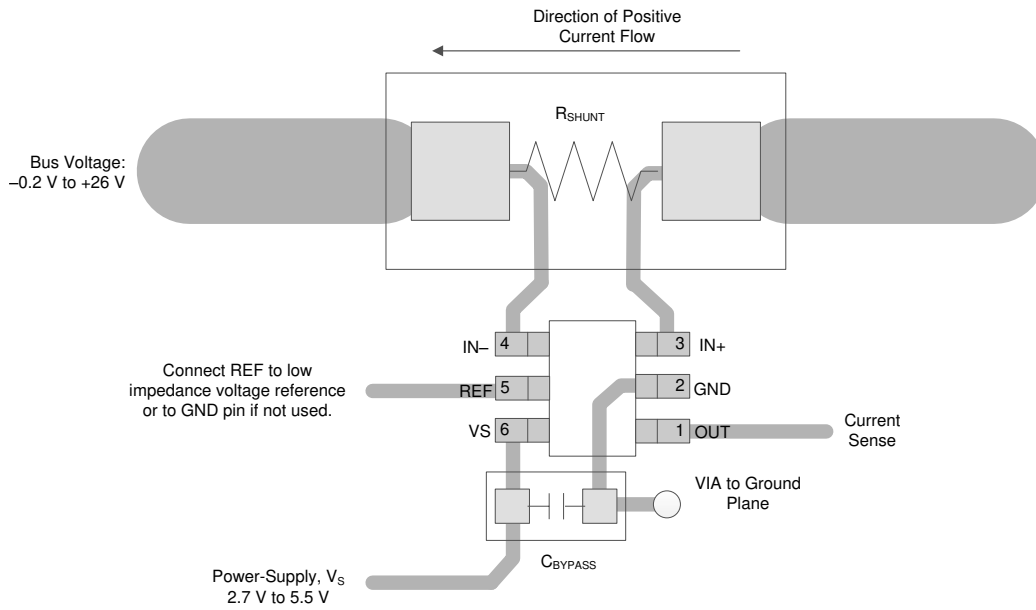 Direction of Positive
Current Flow
RSHUNT
Bus Voltage:
–0.2 V to +26 V
IN–
4
3
IN+
Connect REF to low
impedance voltage reference
or to GND pin if not used.
REF
5
2
GND
VS
6
1
OUT
Current
Sense
VIA to Ground
Plane
CBYPASS
Power-Supply, VS
2.7 V to 5.5 V